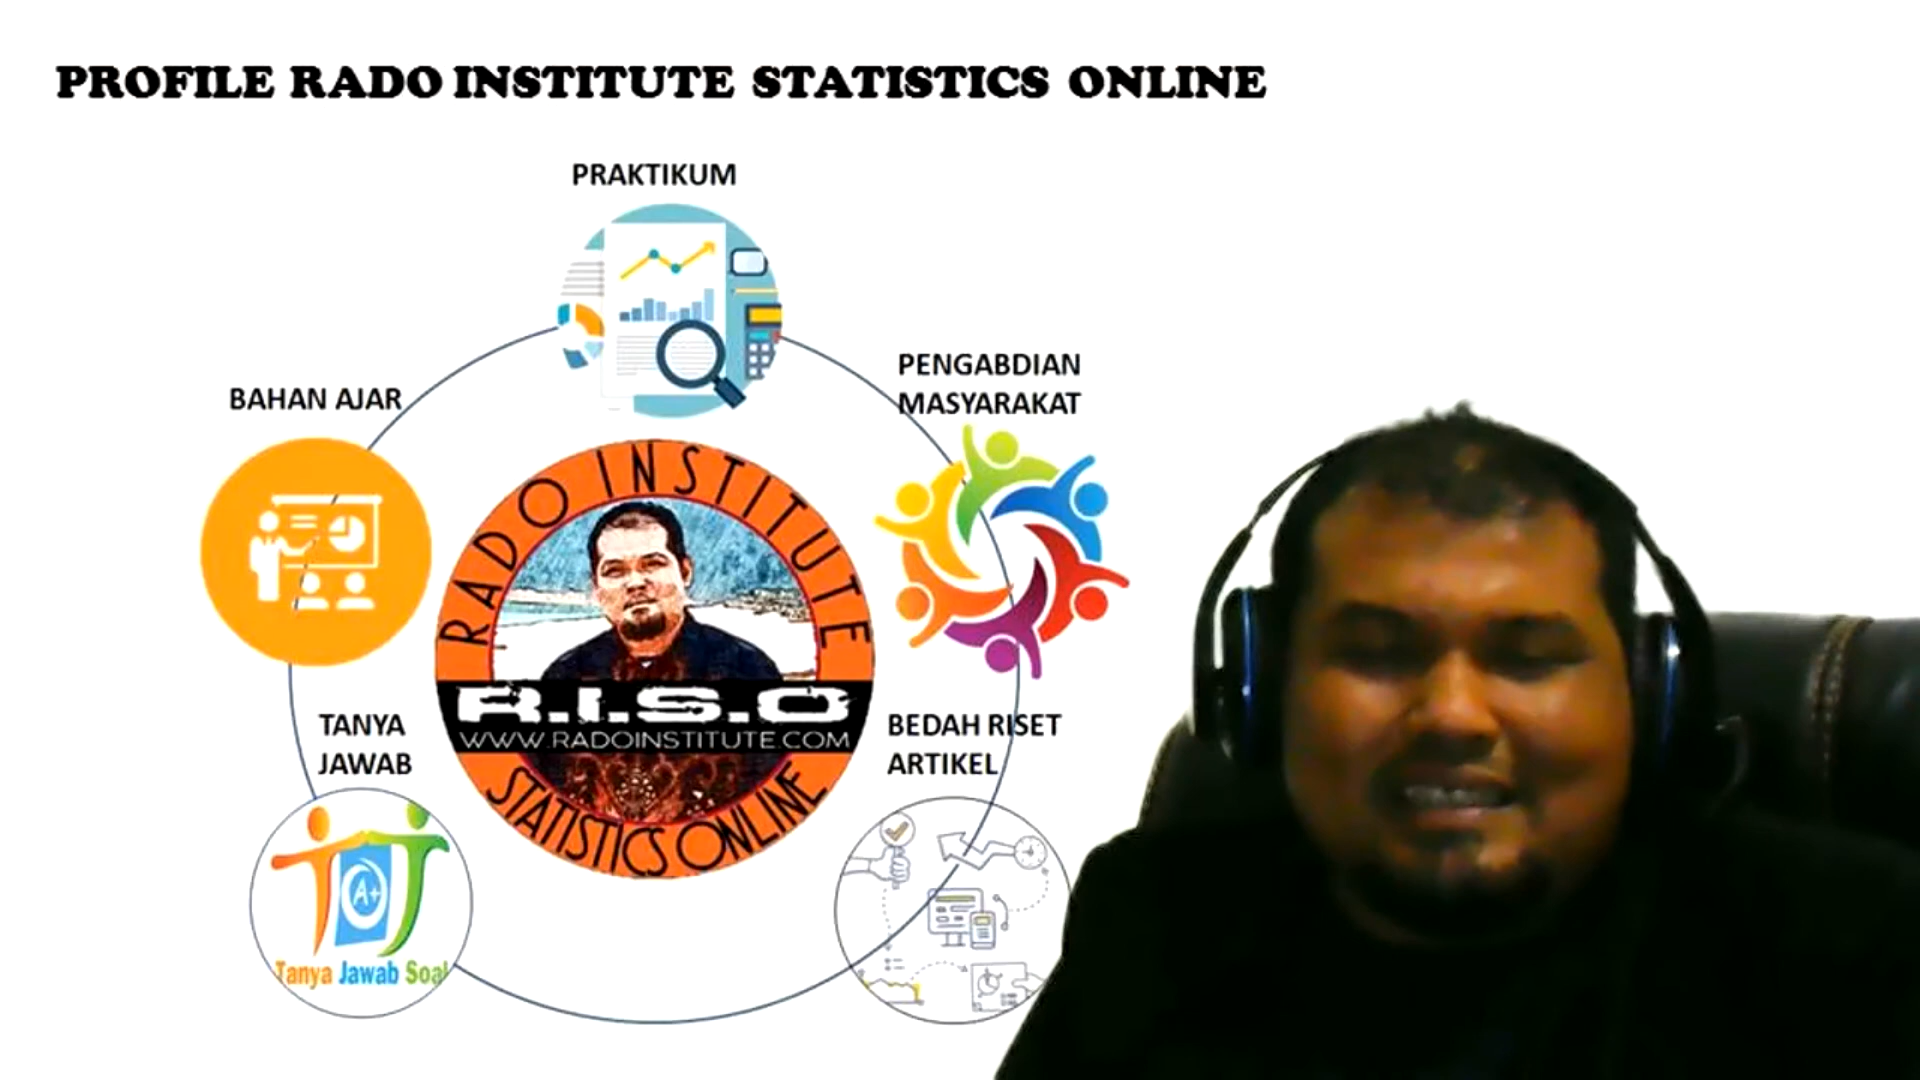 PROFILE RADO INSTITUTE STATISTICS ONLINE
PRAKTIKUM
PENGABDIAN
MASYARAKAT
BAHAN AJAR
RADO INSTITUTE
R.I.S.O
WWW.RADOINSTITUTE.COM
STATISTICS ONLINE
TANYA
JAWAB
BEDAH RISET
ARTIKEL
A+
Tanya Jawab Soal